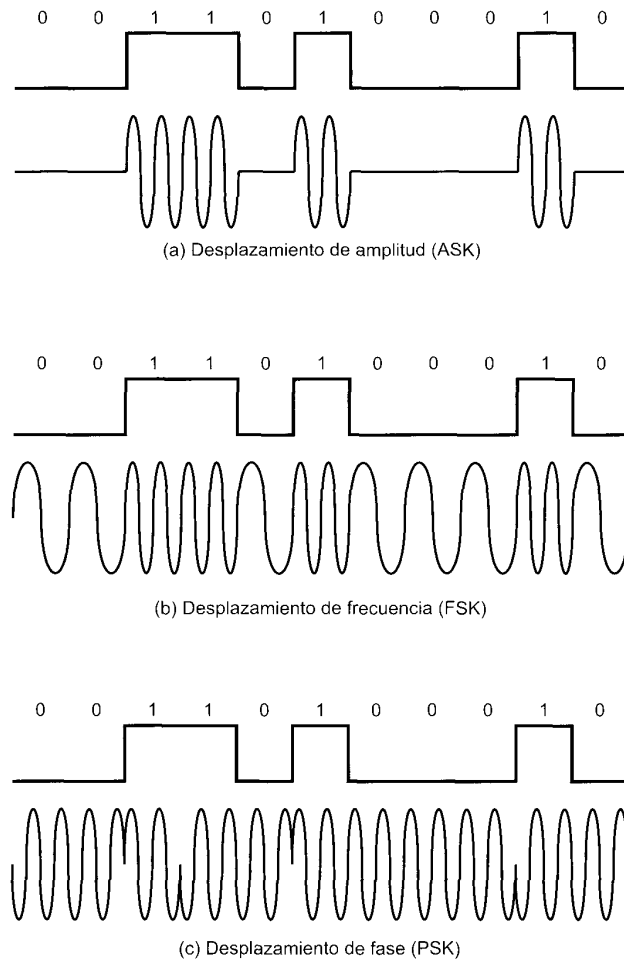 0 0 1 1 0 1 0 0 0 1 0
(a) Desplazamiento de amplitud (ASK)
0 0 1 1 0 1 0 0 0 1 0
(b) Desplazamiento de frecuencia (FSK)
0 0 1 1 0 1 0 0 0 1 0
(c) Desplazamiento de fase (PSK)